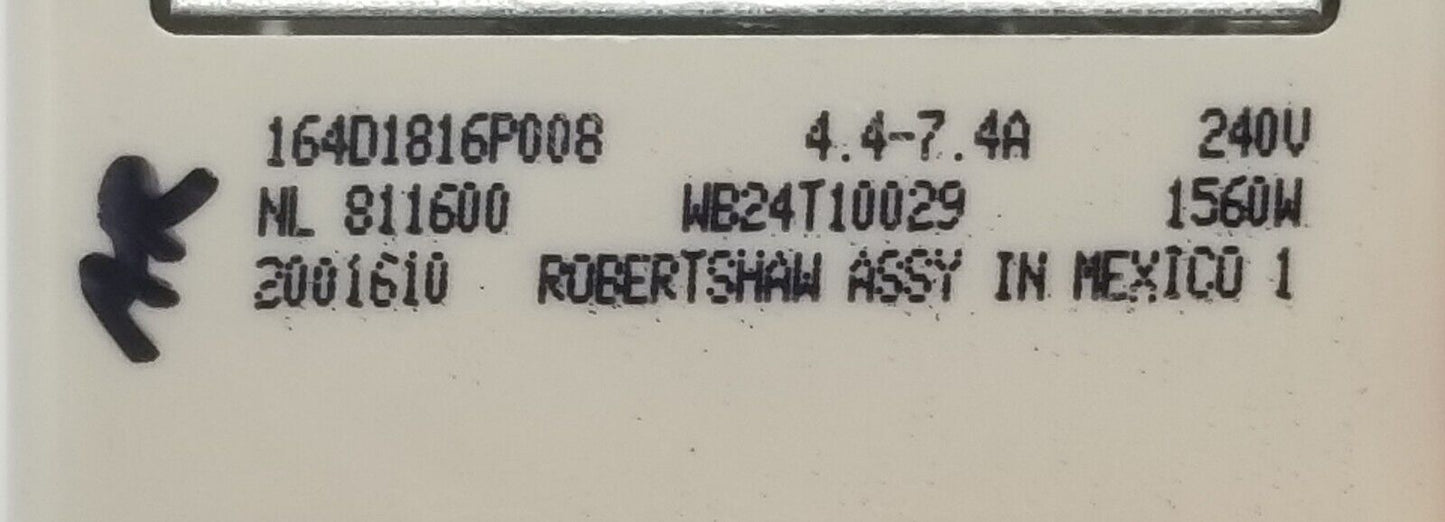 164D1816P008 4.4-7.4A 240V
NL 811600 WB24T10029 1560W
2001610 ROBERTSHAW ASSY IN MEXICO 1